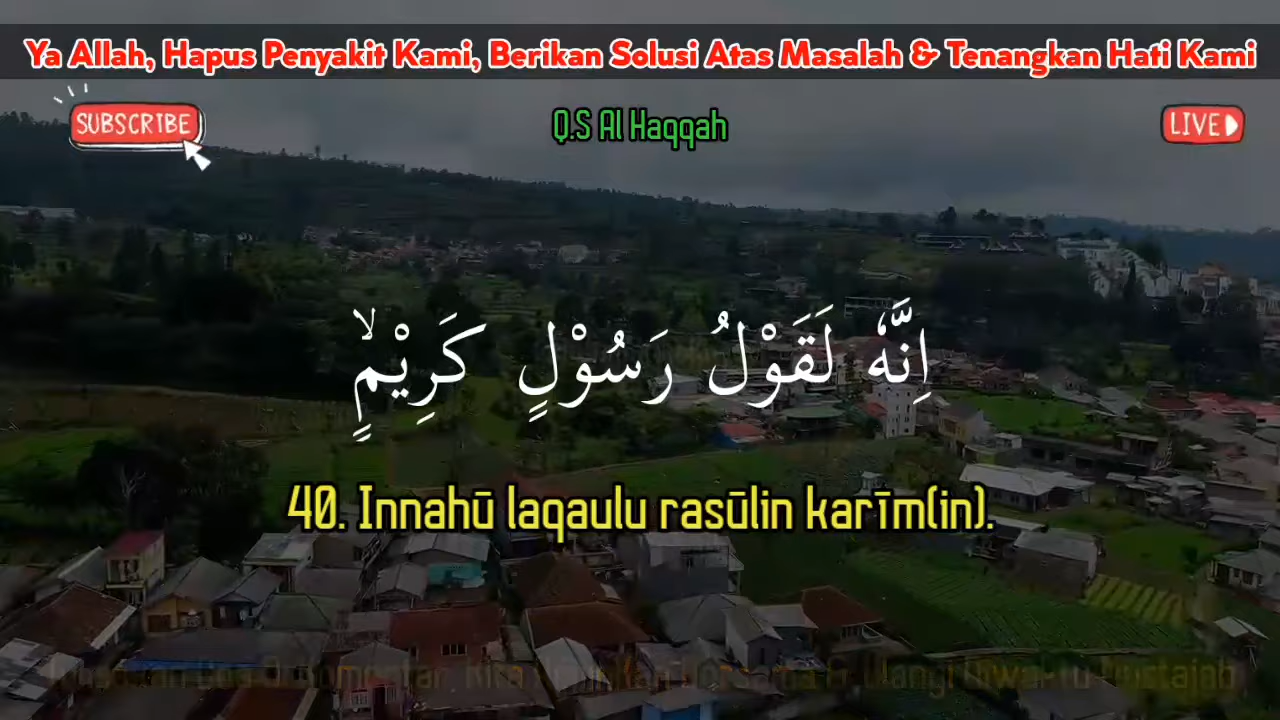 Ya Allah, Hapus Penyakit Kami, Berikan Solusi Atas Masalah & Tenangkan Hati Kami
SUBSCRIBE
Q.S Al Haqqah
LIVE
اِنَّهٗ لَقَوْلُ رَسُوْلٍ كَرِيْمٍۙ
40. Innahū laqaulu rasūlin karīm(in).